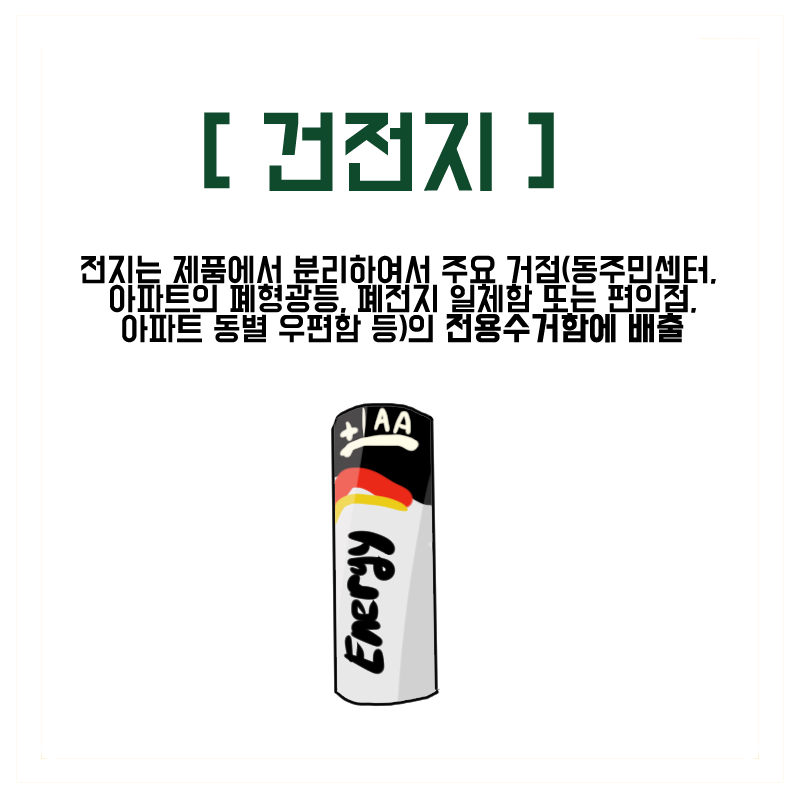 [ 건전지 ]
전지는 제품에서 분리하여서 주요 거점(동주민센터,
아파트의 폐형광등, 폐전지 일체함 또는 편의점,
아파트 동별 우편함 등)의 전용수거함에 배출
+ AA
Energy